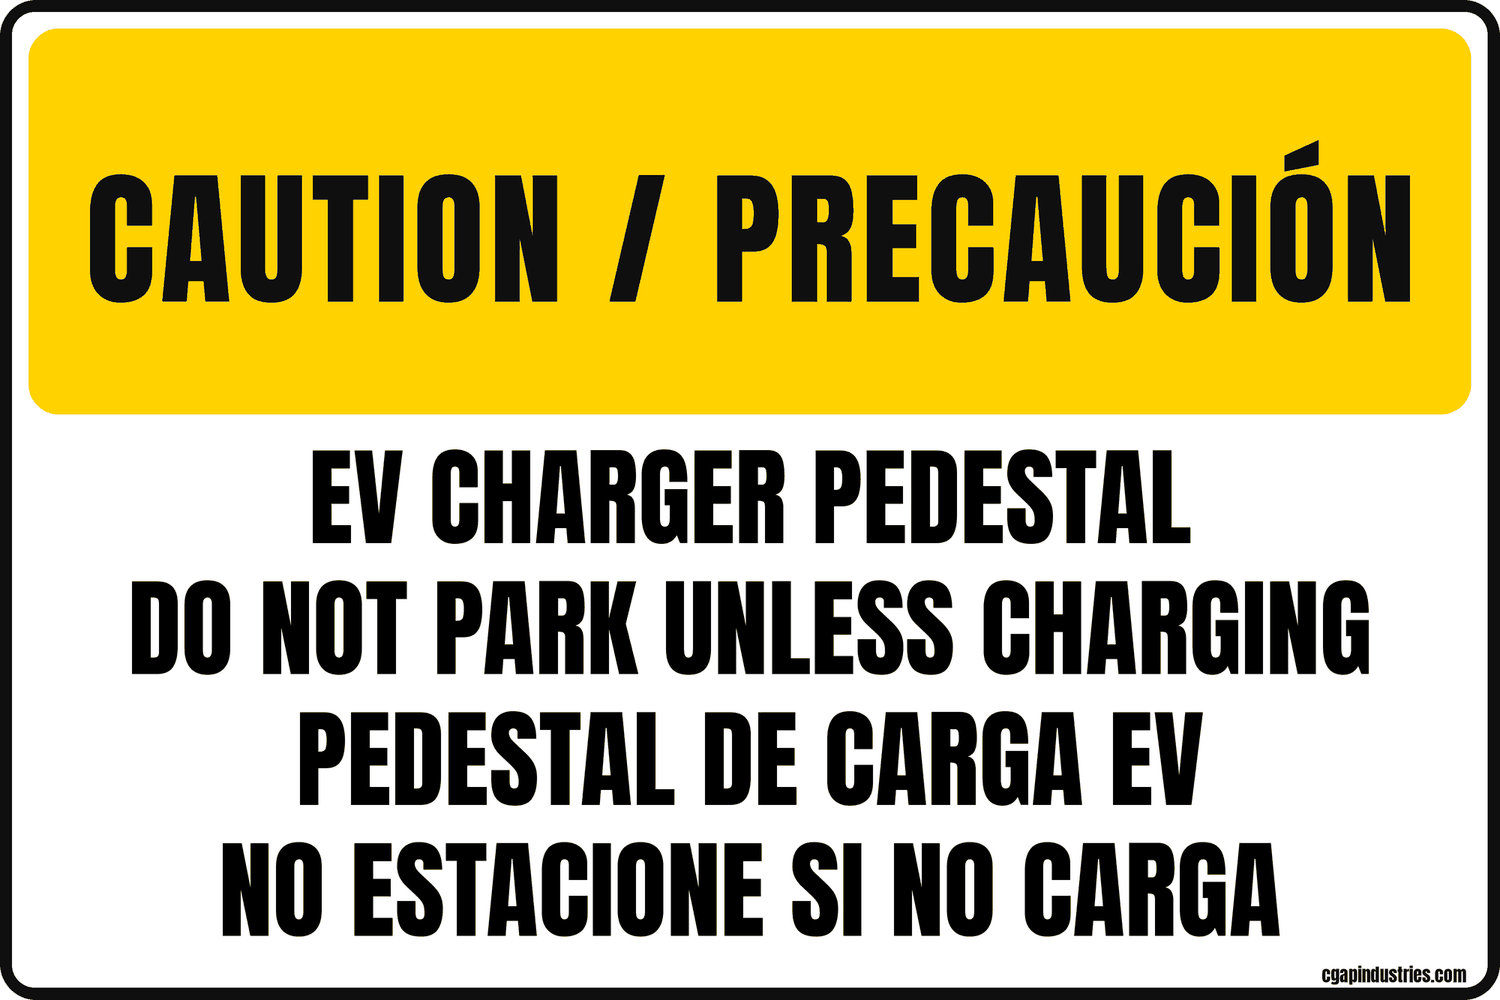 CAUTION / PRECAUCIÓN
EV CHARGER PEDESTAL
DO NOT PARK UNLESS CHARGING
PEDESTAL DE CARGA EV
NO ESTACIONE SI NO CARGA
cgapindustries.com